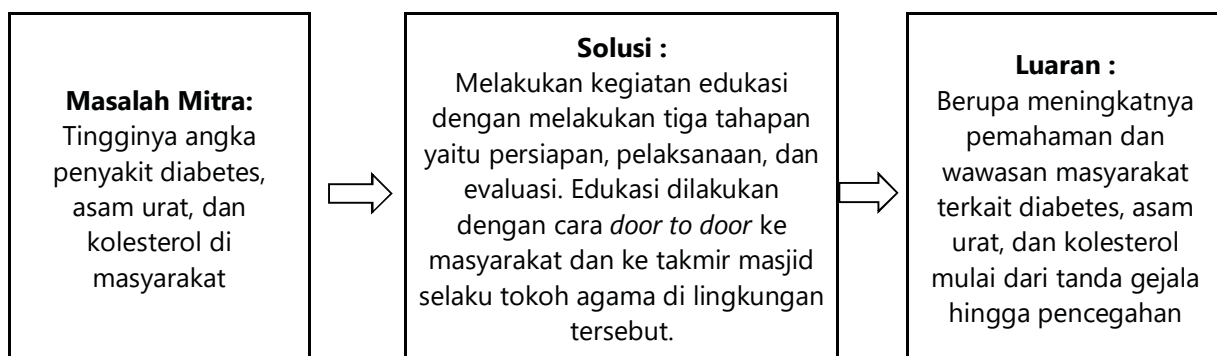 Masalah Mitra:
Tingginya angka
penyakit diabetes,
asam urat, dan
kolesterol di
masyarakat
Solusi :
Melakukan kegiatan edukasi
dengan melakukan tiga tahapan
yaitu persiapan, pelaksanaan, dan
evaluasi. Edukasi dilakukan
dengan cara door to door ke
masyarakat dan ke takmir masjid
selaku tokoh agama di lingkungan
tersebut.
Luaran :
Berupa meningkatnya
pemahaman dan
wawasan masyarakat
terkait diabetes, asam
urat, dan kolesterol
mulai dari tanda gejala
hingga pencegahan